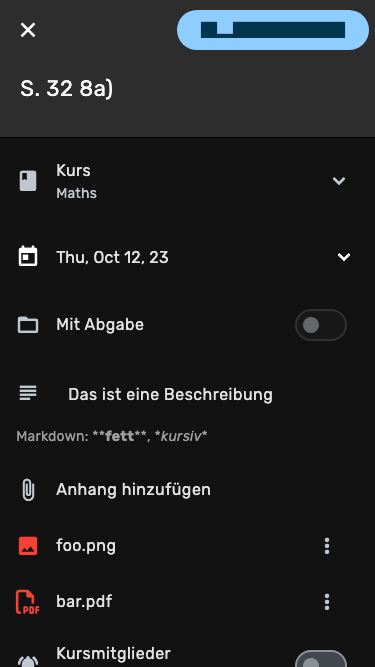 S. 32 8a)
Kurs
Maths
Thu, Oct 12, 23
Mit Abgabe
Das ist eine Beschreibung
Markdown: **fett**, *kursiv*
Anhang hinzufügen
foo.png
PDF
bar.pdf
Kursmitglieder